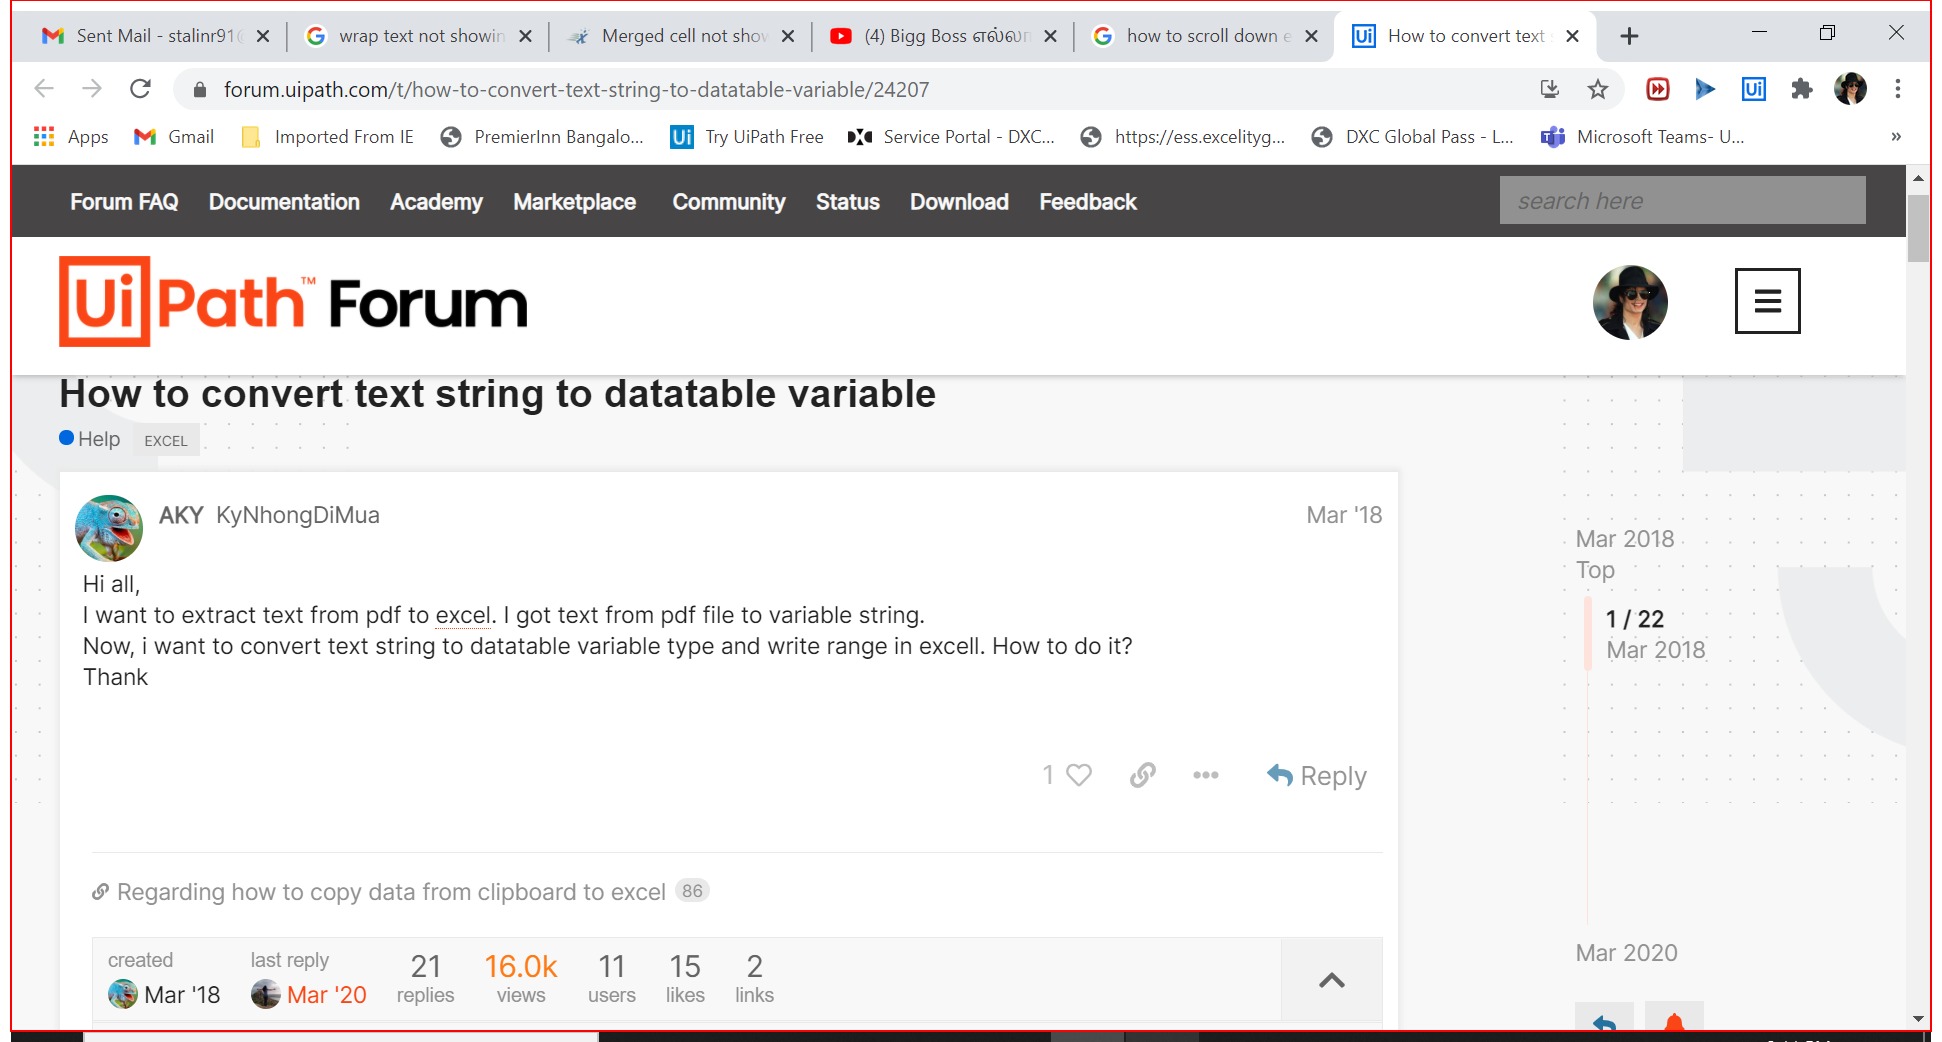 Sent Mail - stalinr91@
wrap text not showin
Merged cell not show
(4) Bigg Boss எல்லா
how to scroll down e
Ui How to convert text s
forum.uipath.com/t/how-to-convert-text-string-to-datatable-variable/24207
Ui
Apps
Gmail
Imported From IE
PremierInn Bangalo...
Ui Try UiPath Free
Service Portal - DXC...
https://ess.excelityg...
DXC Global Pass - L...
Microsoft Teams- U...
»
Forum FAQ Documentation Academy Marketplace Community Status Download Feedback
search here
UiPath™ Forum
How to convert text string to datatable variable
Help EXCEL
AKY KyNhongDiMua Mar '18
Hi all,
I want to extract text from pdf to excel. I got text from pdf file to variable string.
Now, i want to convert text string to datatable variable type and write range in excell. How to do it?
Thank
1 Reply
Regarding how to copy data from clipboard to excel 86
created last reply 21 16.0k 11 15 2
Mar '18 Mar '20 replies views users likes links
Mar 2018
Top
1 / 22
Mar 2018
Mar 2020